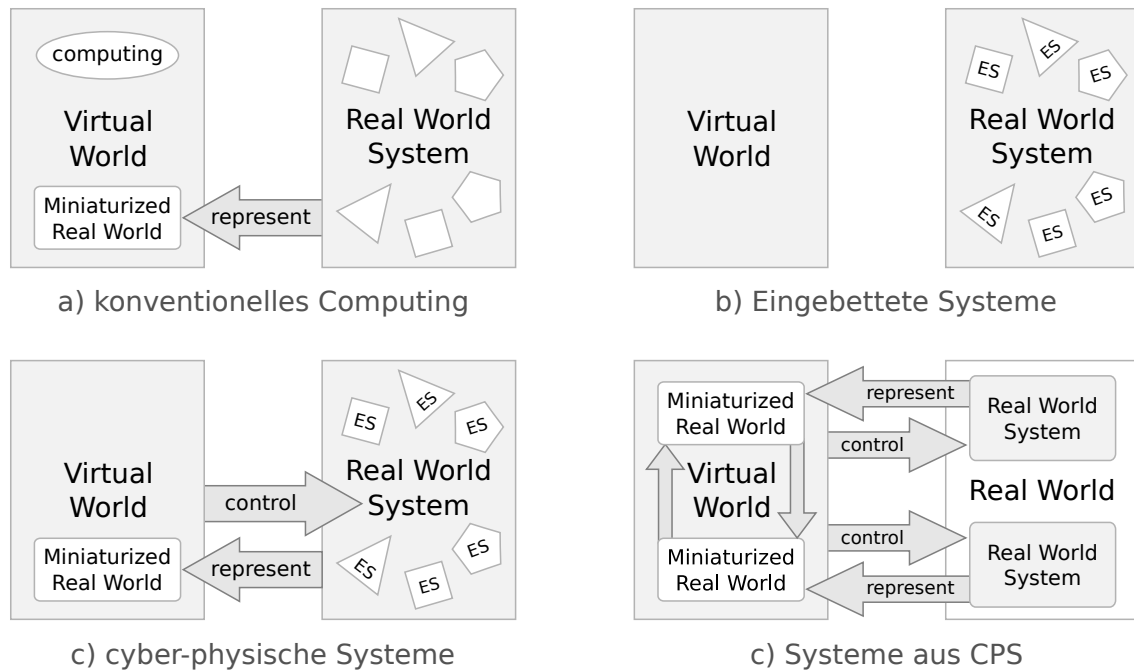 computing
Virtual
World
Miniaturized
Real World
represent
Real World
System
a) konventionelles Computing
Virtual
World
ES
ES
ES
Real World
System
ES
ES
ES
b) Eingebettete Systeme
Virtual
World
Miniaturized
Real World
control
represent
ES
ES
ES
Real World
System
ES
ES
ES
c) cyber-physische Systeme
Miniaturized
Real World
Virtual
World
Miniaturized
Real World
represent
control
control
represent
Real World
System
Real World
Real World
System
c) Systeme aus CPS